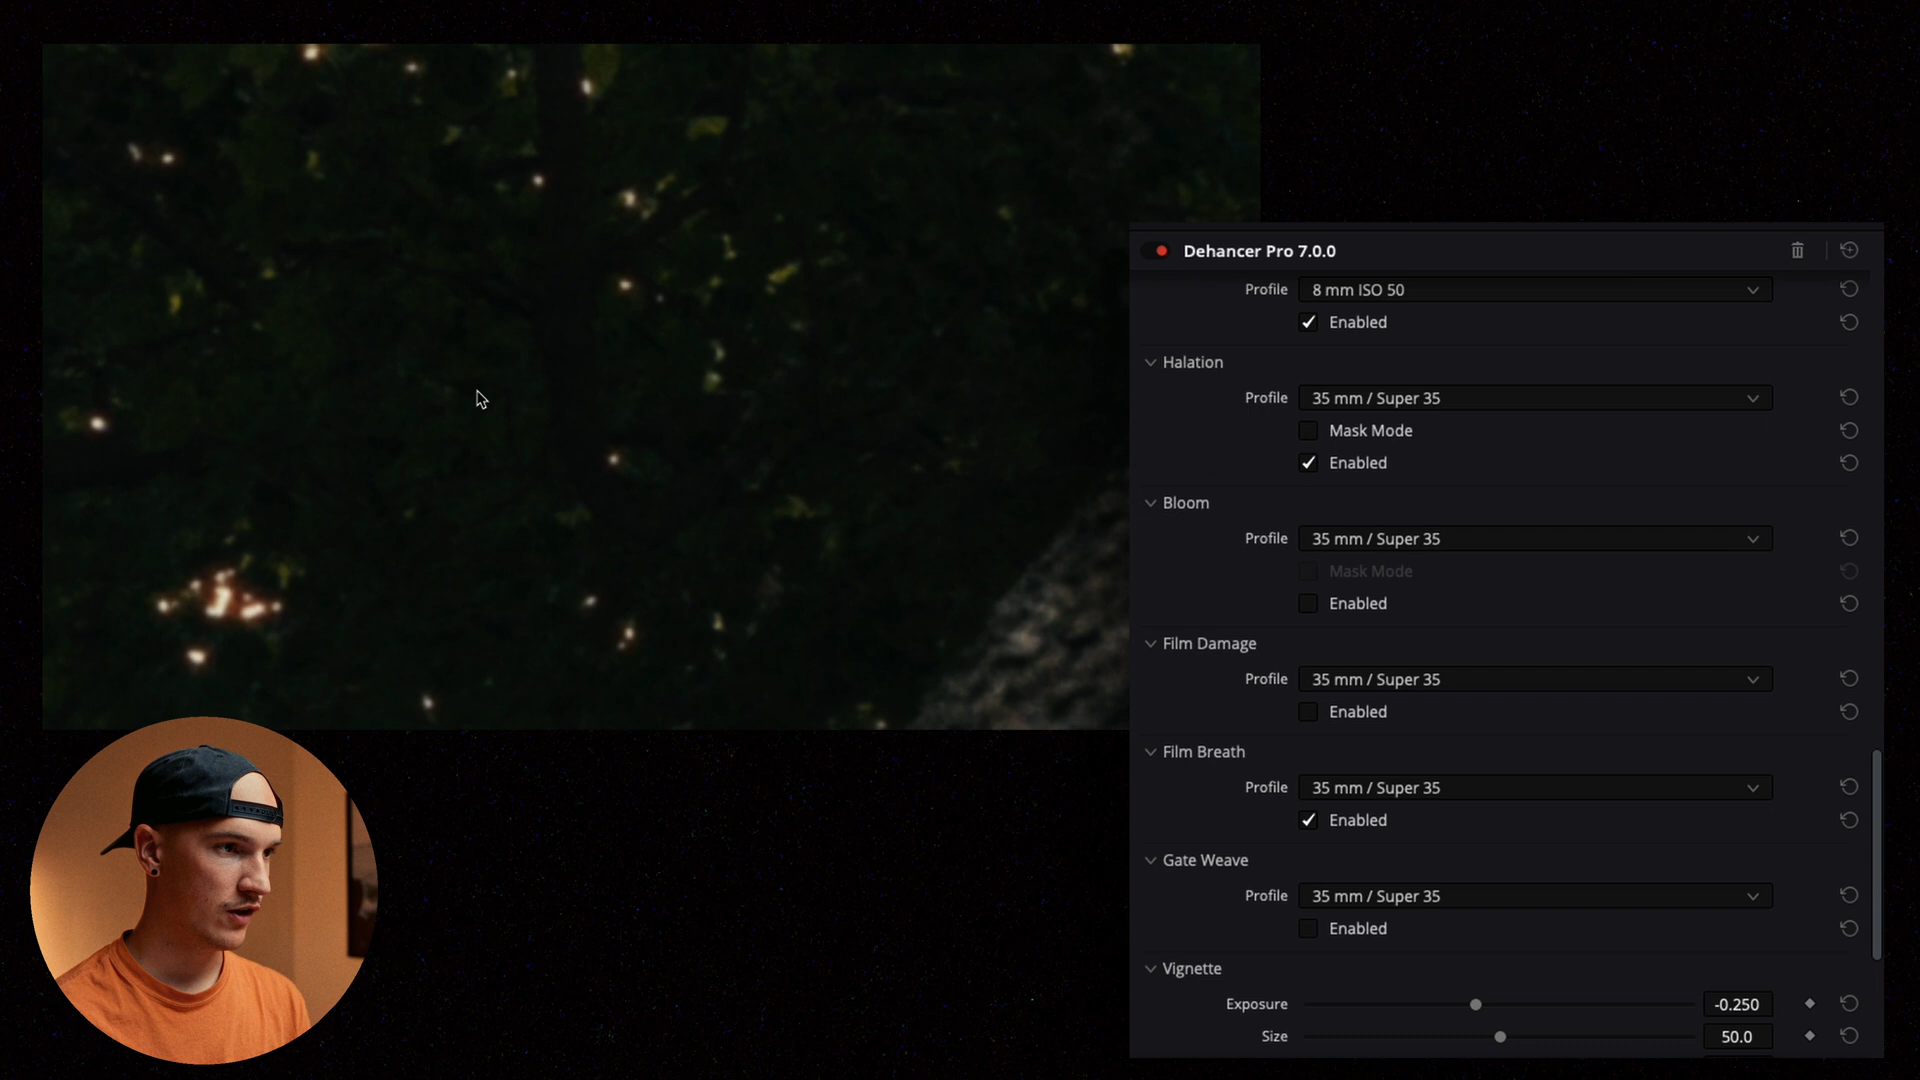 Dehancer Pro 7.0.0
Profile 8 mm ISO 50
Enabled
Halation
Profile 35 mm / Super 35
Mask Mode
Enabled
Bloom
Profile 35 mm / Super 35
Mask Mode
Enabled
Film Damage
Profile 35 mm / Super 35
Enabled
Film Breath
Profile 35 mm / Super 35
Enabled
Gate Weave
Profile 35 mm / Super 35
Enabled
Vignette
Exposure -0.250
Size 50.0